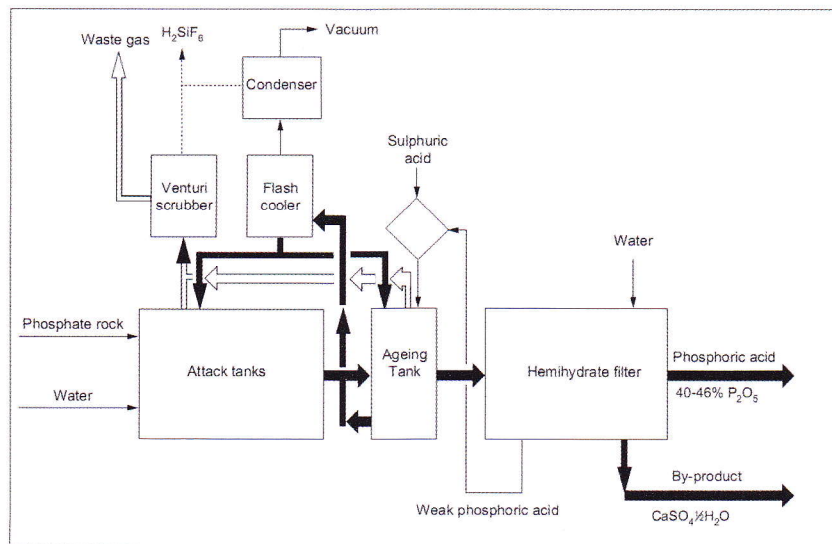 Waste gas
H₂SiF₆
Vacuum
Condenser
Sulphuric
acid
Venturi
scrubber
Flash
cooler
Water
Phosphate rock
Attack tanks
Ageing
Tank
Hemihydrate filter
Phosphoric acid
40-46% P₂O₅
Water
By-product
Weak phosphoric acid
CaSO₄½H₂O